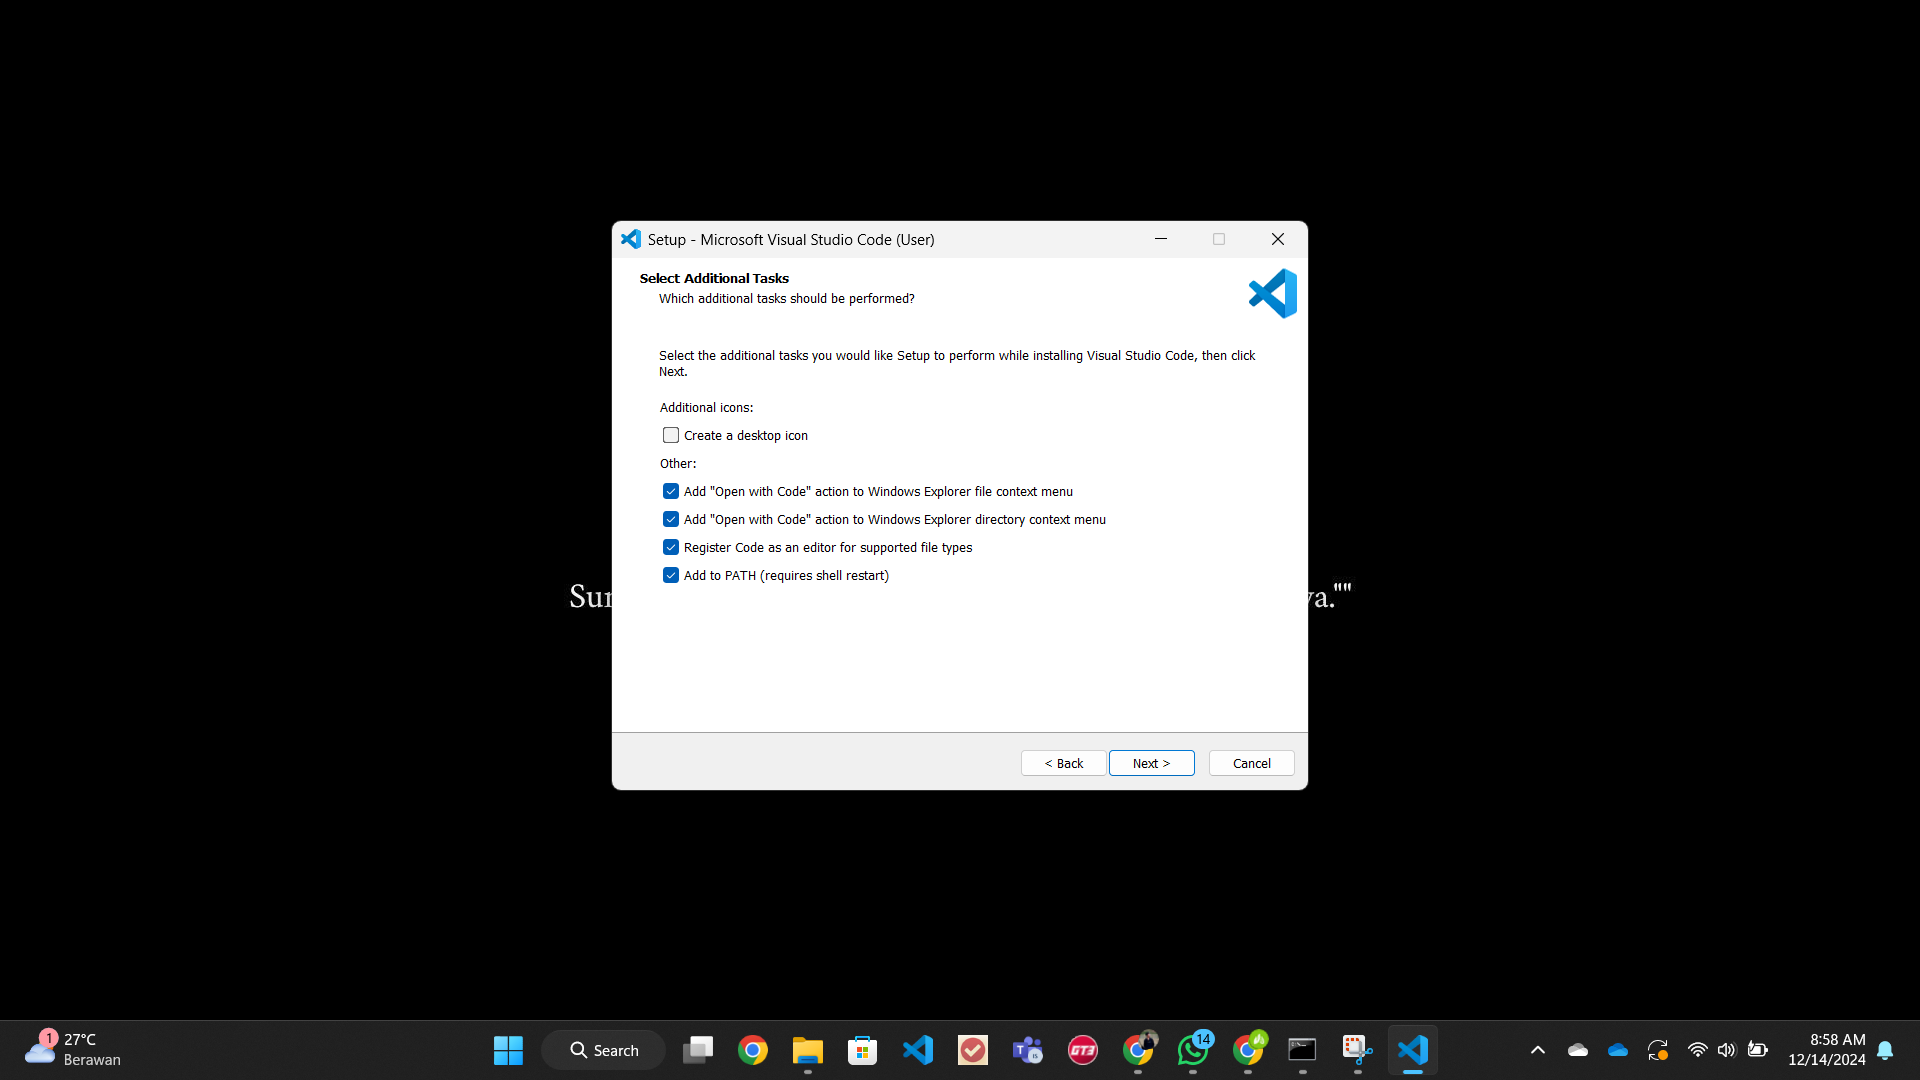 Setup - Microsoft Visual Studio Code (User)
Select Additional Tasks
Which additional tasks should be performed?
Select the additional tasks you would like Setup to perform while installing Visual Studio Code, then click
Next.
Additional icons:
Create a desktop icon
Other:
Add "Open with Code" action to Windows Explorer file context menu
Add "Open with Code" action to Windows Explorer directory context menu
Register Code as an editor for supported file types
Add to PATH (requires shell restart)
< Back
Next >
Cancel
1
27°C
Berawan
Search
GT3
14
8:58 AM
12/14/2024